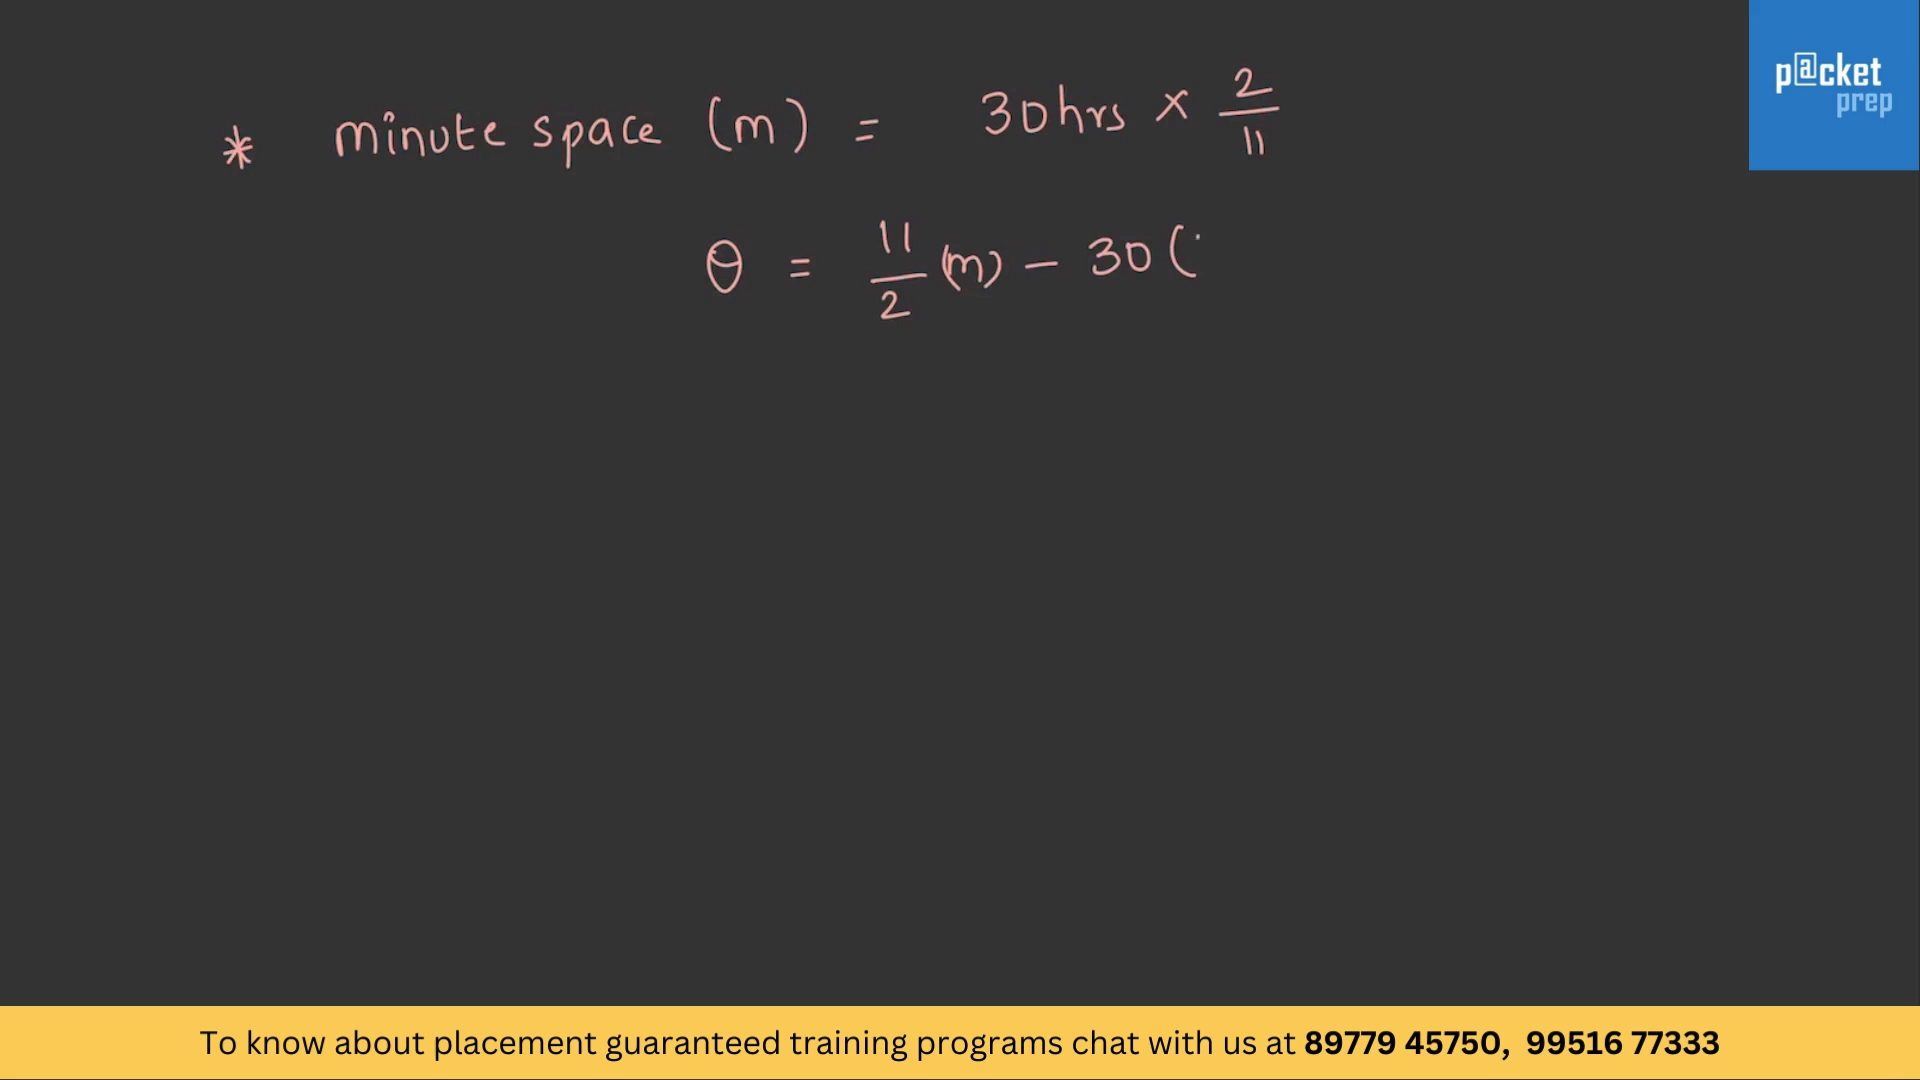 p@cket
prep
* minute space (m) = 30hrs × 2/11
θ = 11/2 (m) - 30 (
To know about placement guaranteed training programs chat with us at 89779 45750, 99516 77333